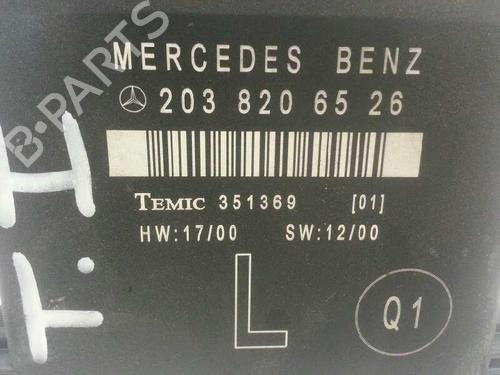 MERCEDES BENZ
203 820 65 26
TEMIC 351369 [01]
HW:17/00 SW:12/00
L
Q1
B-PARTS